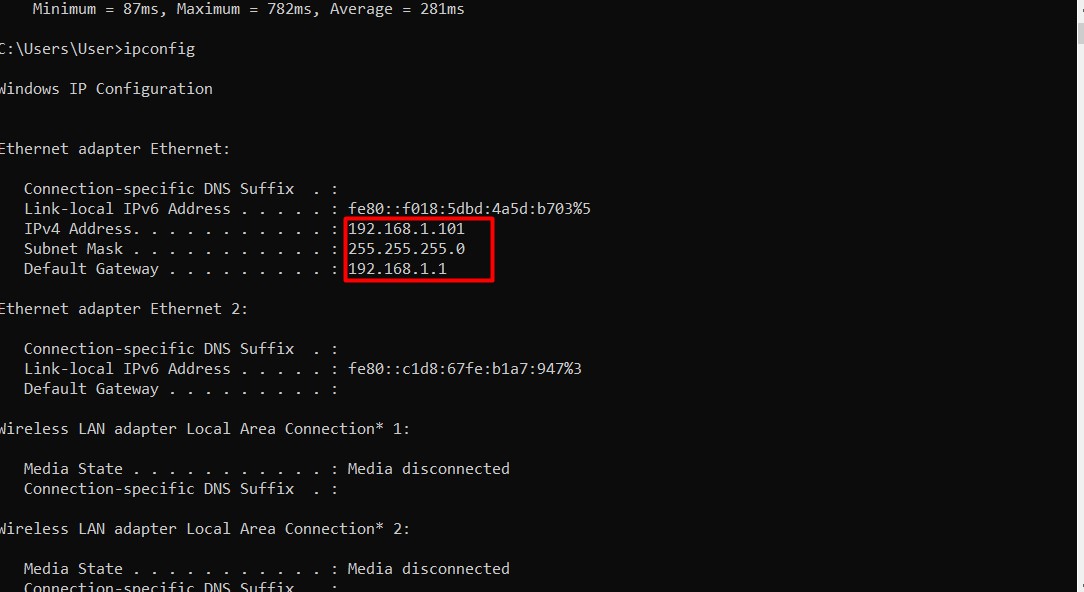 Minimum = 87ms, Maximum = 782ms, Average = 281ms
C:\Users\User>ipconfig
Windows IP Configuration
Ethernet adapter Ethernet:
Connection-specific DNS Suffix  . :
Link-local IPv6 Address . . . . . : fe80::f018:5dbd:4a5d:b703%5
IPv4 Address. . . . . . . . . . . : 192.168.1.101
Subnet Mask . . . . . . . . . . . : 255.255.255.0
Default Gateway . . . . . . . . . : 192.168.1.1
Ethernet adapter Ethernet 2:
Connection-specific DNS Suffix  . :
Link-local IPv6 Address . . . . . : fe80::c1d8:67fe:b1a7:947%3
Default Gateway . . . . . . . . . :
Wireless LAN adapter Local Area Connection* 1:
Media State . . . . . . . . . . . : Media disconnected
Connection-specific DNS Suffix  . :
Wireless LAN adapter Local Area Connection* 2:
Media State . . . . . . . . . . . : Media disconnected
Connection-specific DNS Suffix  . :